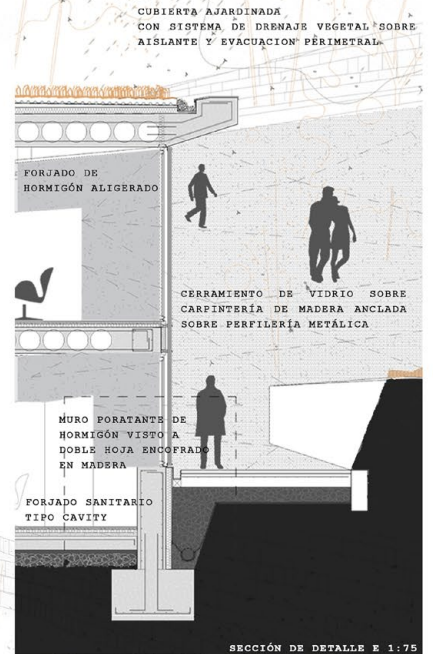 CUBIERTA AJARDINADA
CON SISTEMA DE DRENAJE VEGETAL SOBRE
AISLANTE Y EVACUACION PERIMETRAL
FORJADO DE
HORMIGÓN ALIGERADO
CERRAMIENTO DE VIDRIO SOBRE
CARPINTERÍA DE MADERA ANCLADA
SOBRE PERFILERÍA METÁLICA
MURO PORATANTE DE
HORMIGÓN VISTO A
DOBLE HOJA ENCOFRADO
EN MADERA
FORJADO SANITARIO
TIPO CAVITY
SECCIÓN DE DETALLE E 1:75